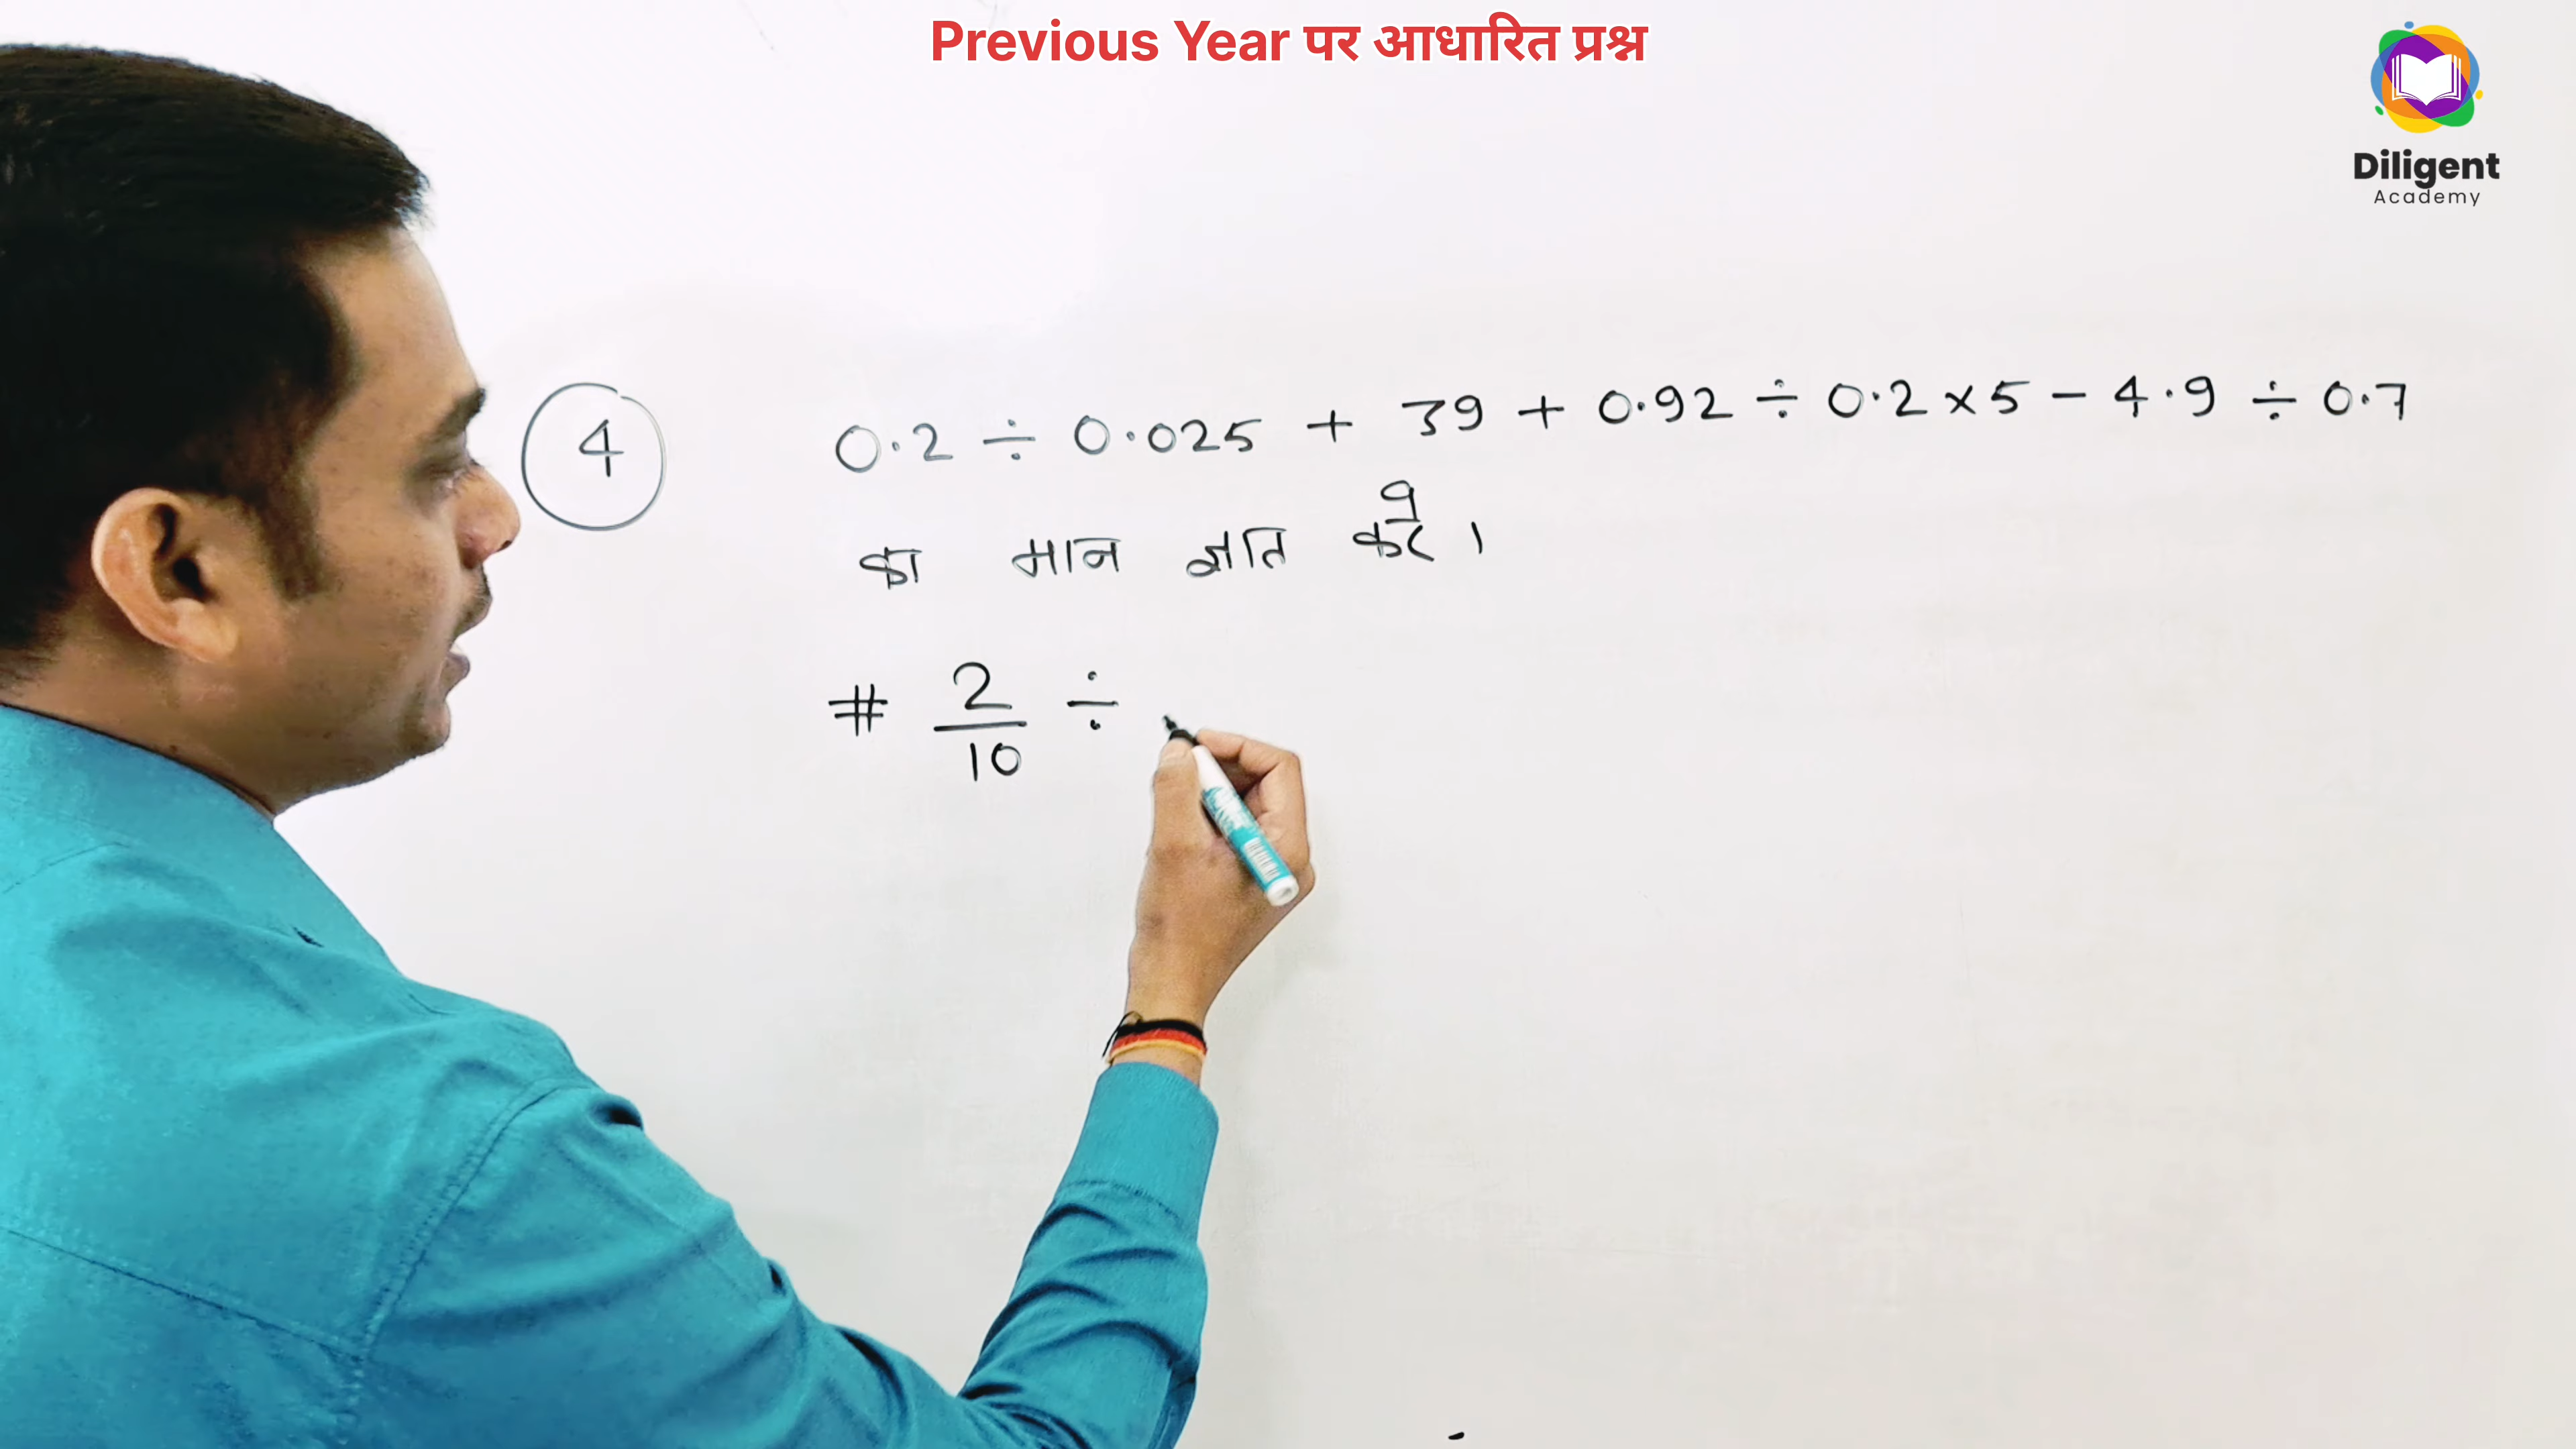 Previous Year पर आधारित प्रश्न
Diligent
Academy
4
0.2 ÷ 0.025 + 39 + 0.92 ÷ 0.2 × 5 - 4.9 ÷ 0.7
का मान ज्ञात करें ।
# 2/10 ÷